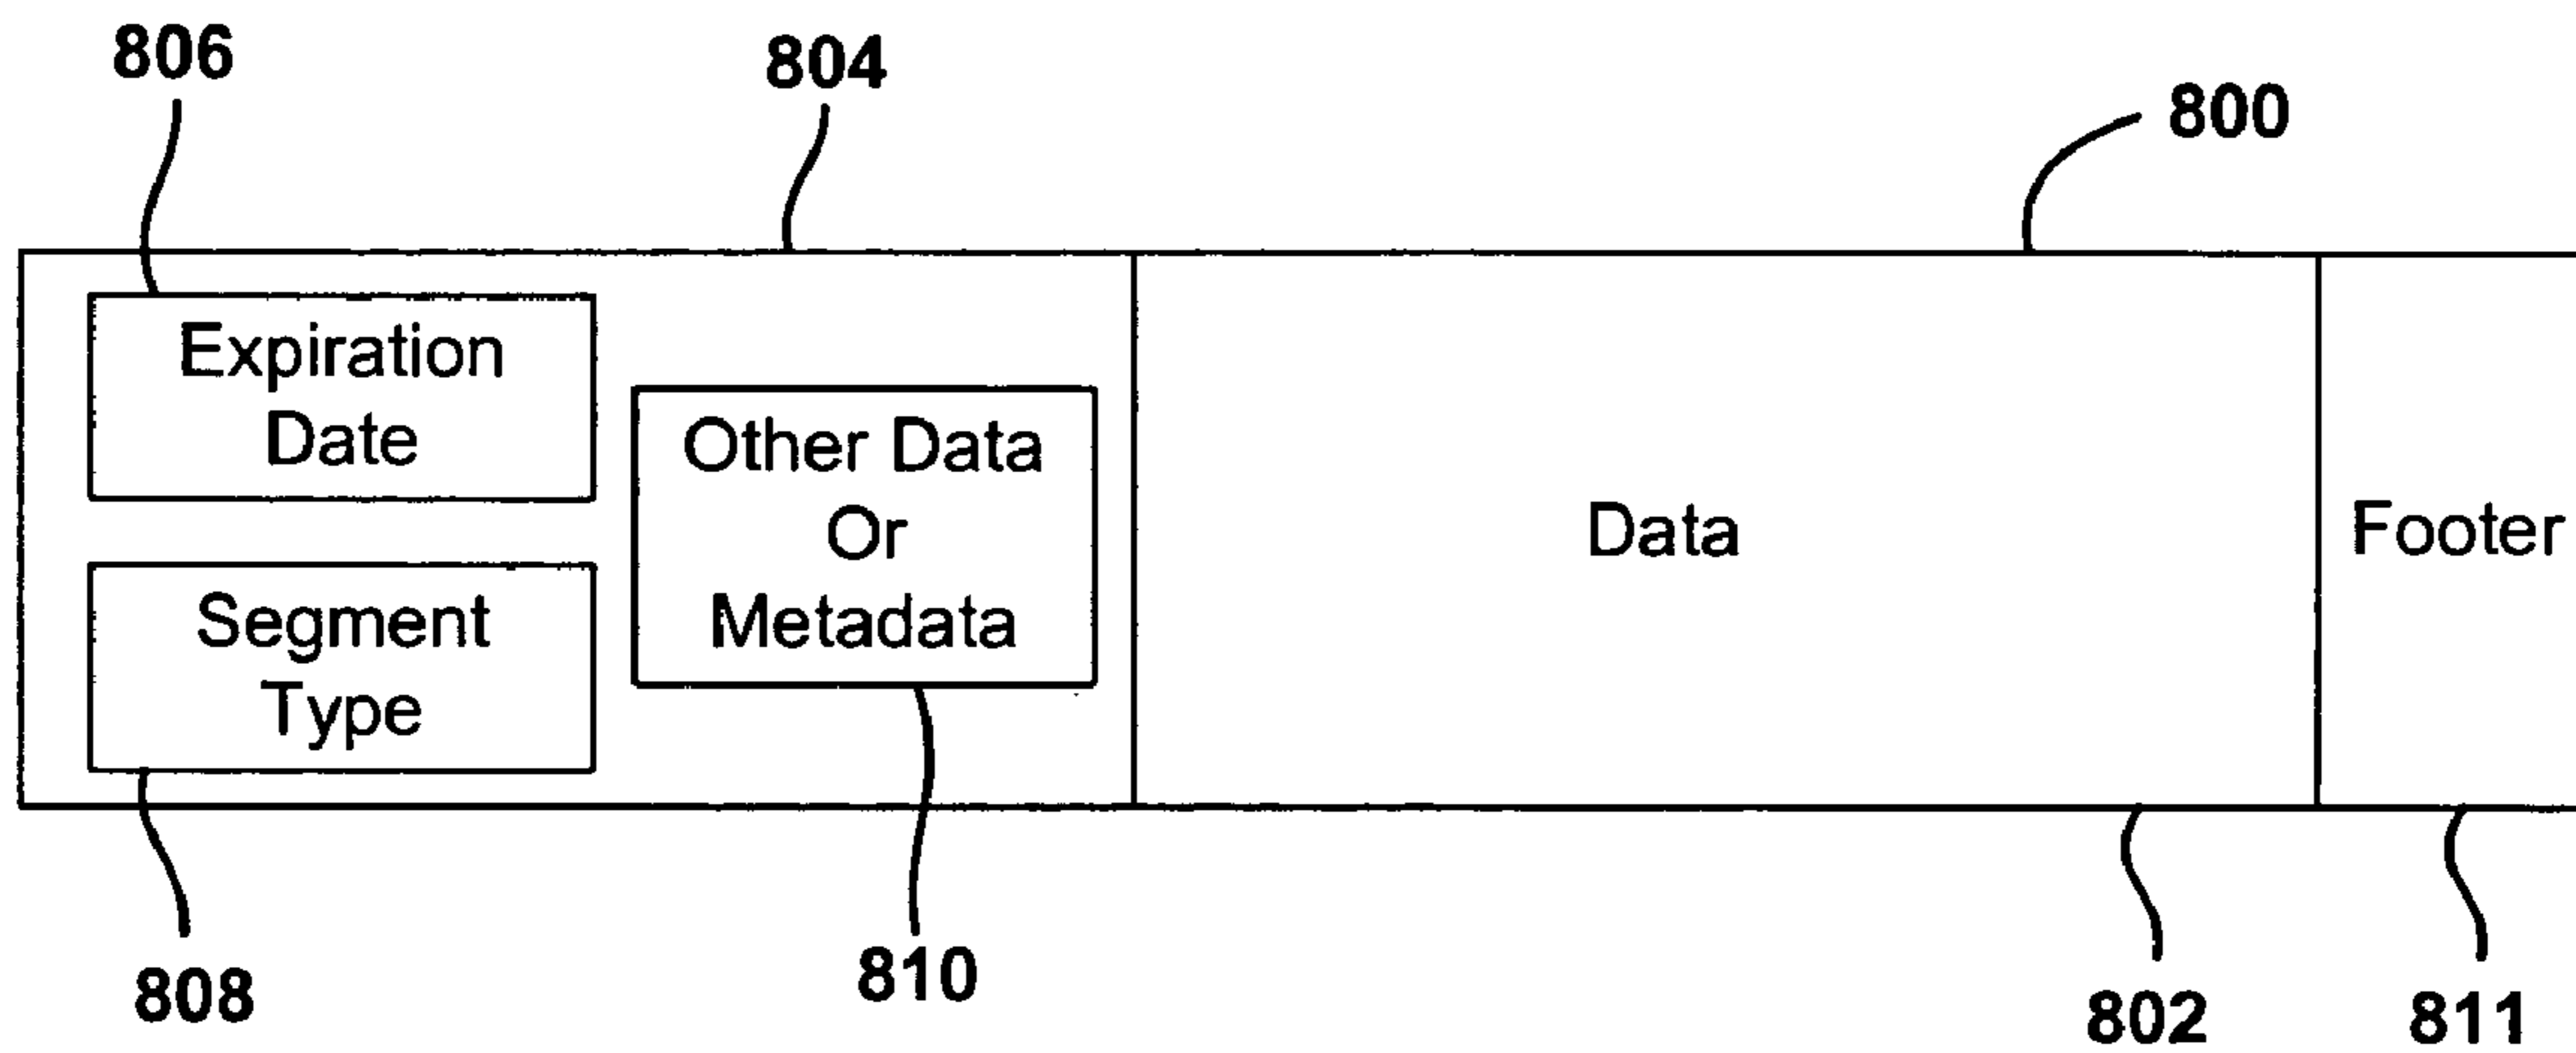 806
804
800
Expiration
Date
Other Data
Or
Metadata
Segment
Type
Data
Footer
808
810
802
811